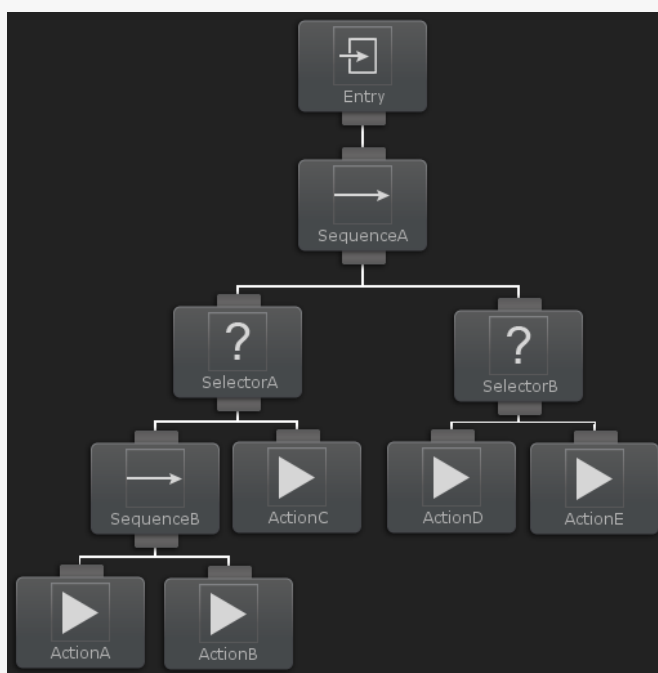 Entry
SequenceA
?
SelectorA
?
SelectorB
SequenceB
ActionC
ActionD
ActionE
ActionA
ActionB